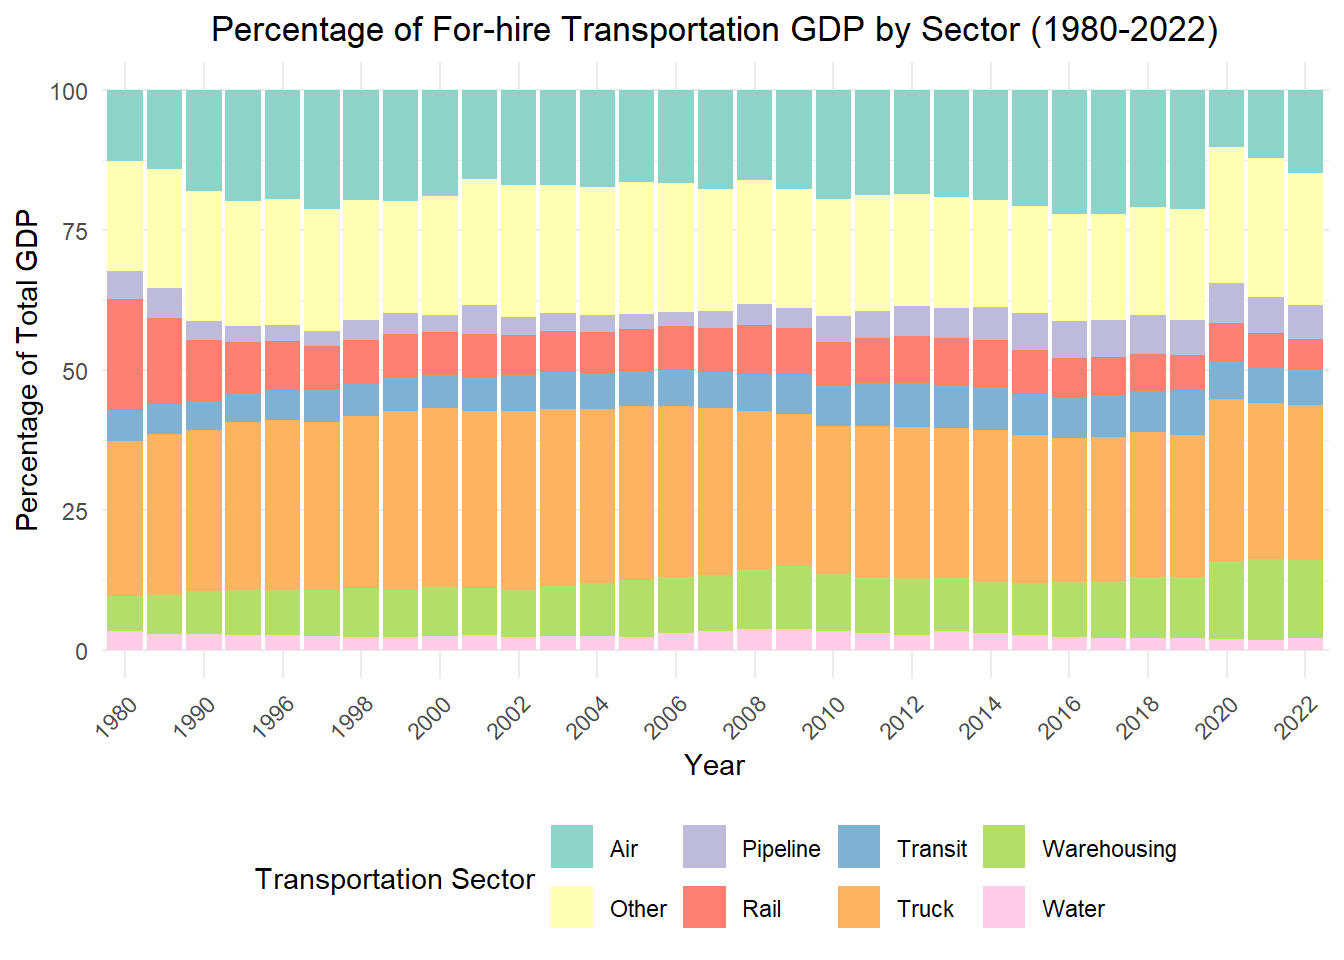 Percentage of For-hire Transportation GDP by Sector (1980-2022)
Percentage of Total GDP
100
75
50
25
0
1980 1990 1996 1998 2000 2002 2004 2006 2008 2010 2012 2014 2016 2018 2020 2022
Year
Transportation Sector
Air Pipeline Transit Warehousing
Other Rail Truck Water